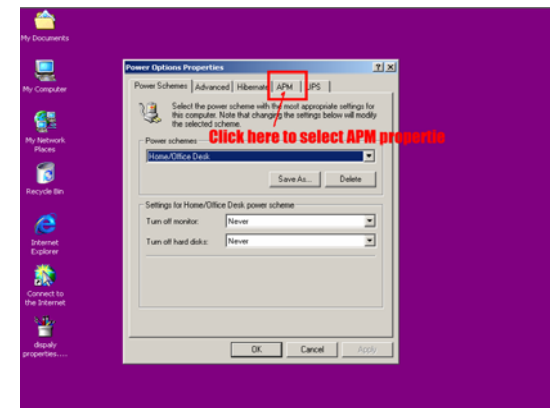 My Documents
My Computer
My Network
Places
Recycle Bin
Internet
Explorer
Connect to
the Internet
dispaly
properties....
Power Options Properties
Power Schemes Advanced Hibernate APM UPS
Select the power scheme with the most appropriate settings for
this computer. Note that changing the settings below will modify
the selected scheme.
Click here to select APM propertie
Power schemes
Home/Office Desk
Save As... Delete
Settings for Home/Office Desk power scheme
Turn off monitor: Never
Turn off hard disks: Never
OK Cancel Apply